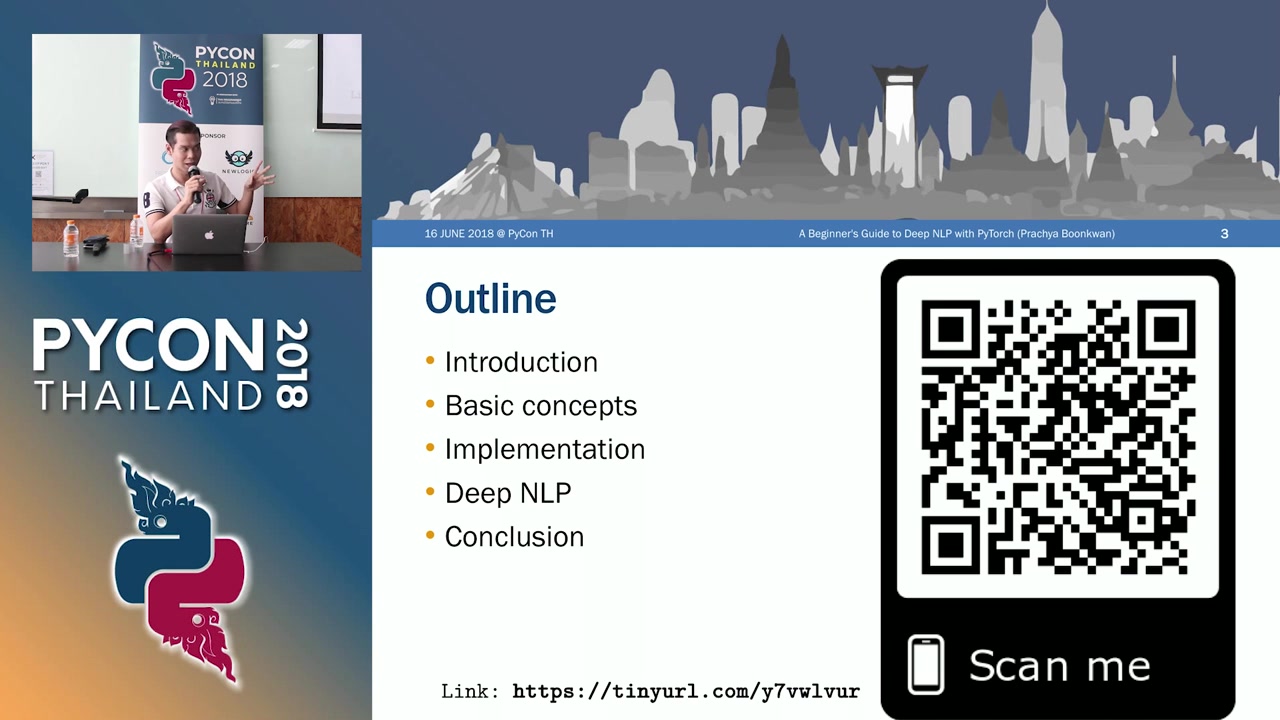 PYCON
THAILAND
2018
SPONSOR
16 JUNE 2018 @ PyCon TH
A Beginner's Guide to Deep NLP with PyTorch (Prachya Boonkwan)
3
Outline
• Introduction
• Basic concepts
• Implementation
• Deep NLP
• Conclusion
Link: https://tinyurl.com/y7vwlvur
Scan me
PYCON
THAILAND
2018